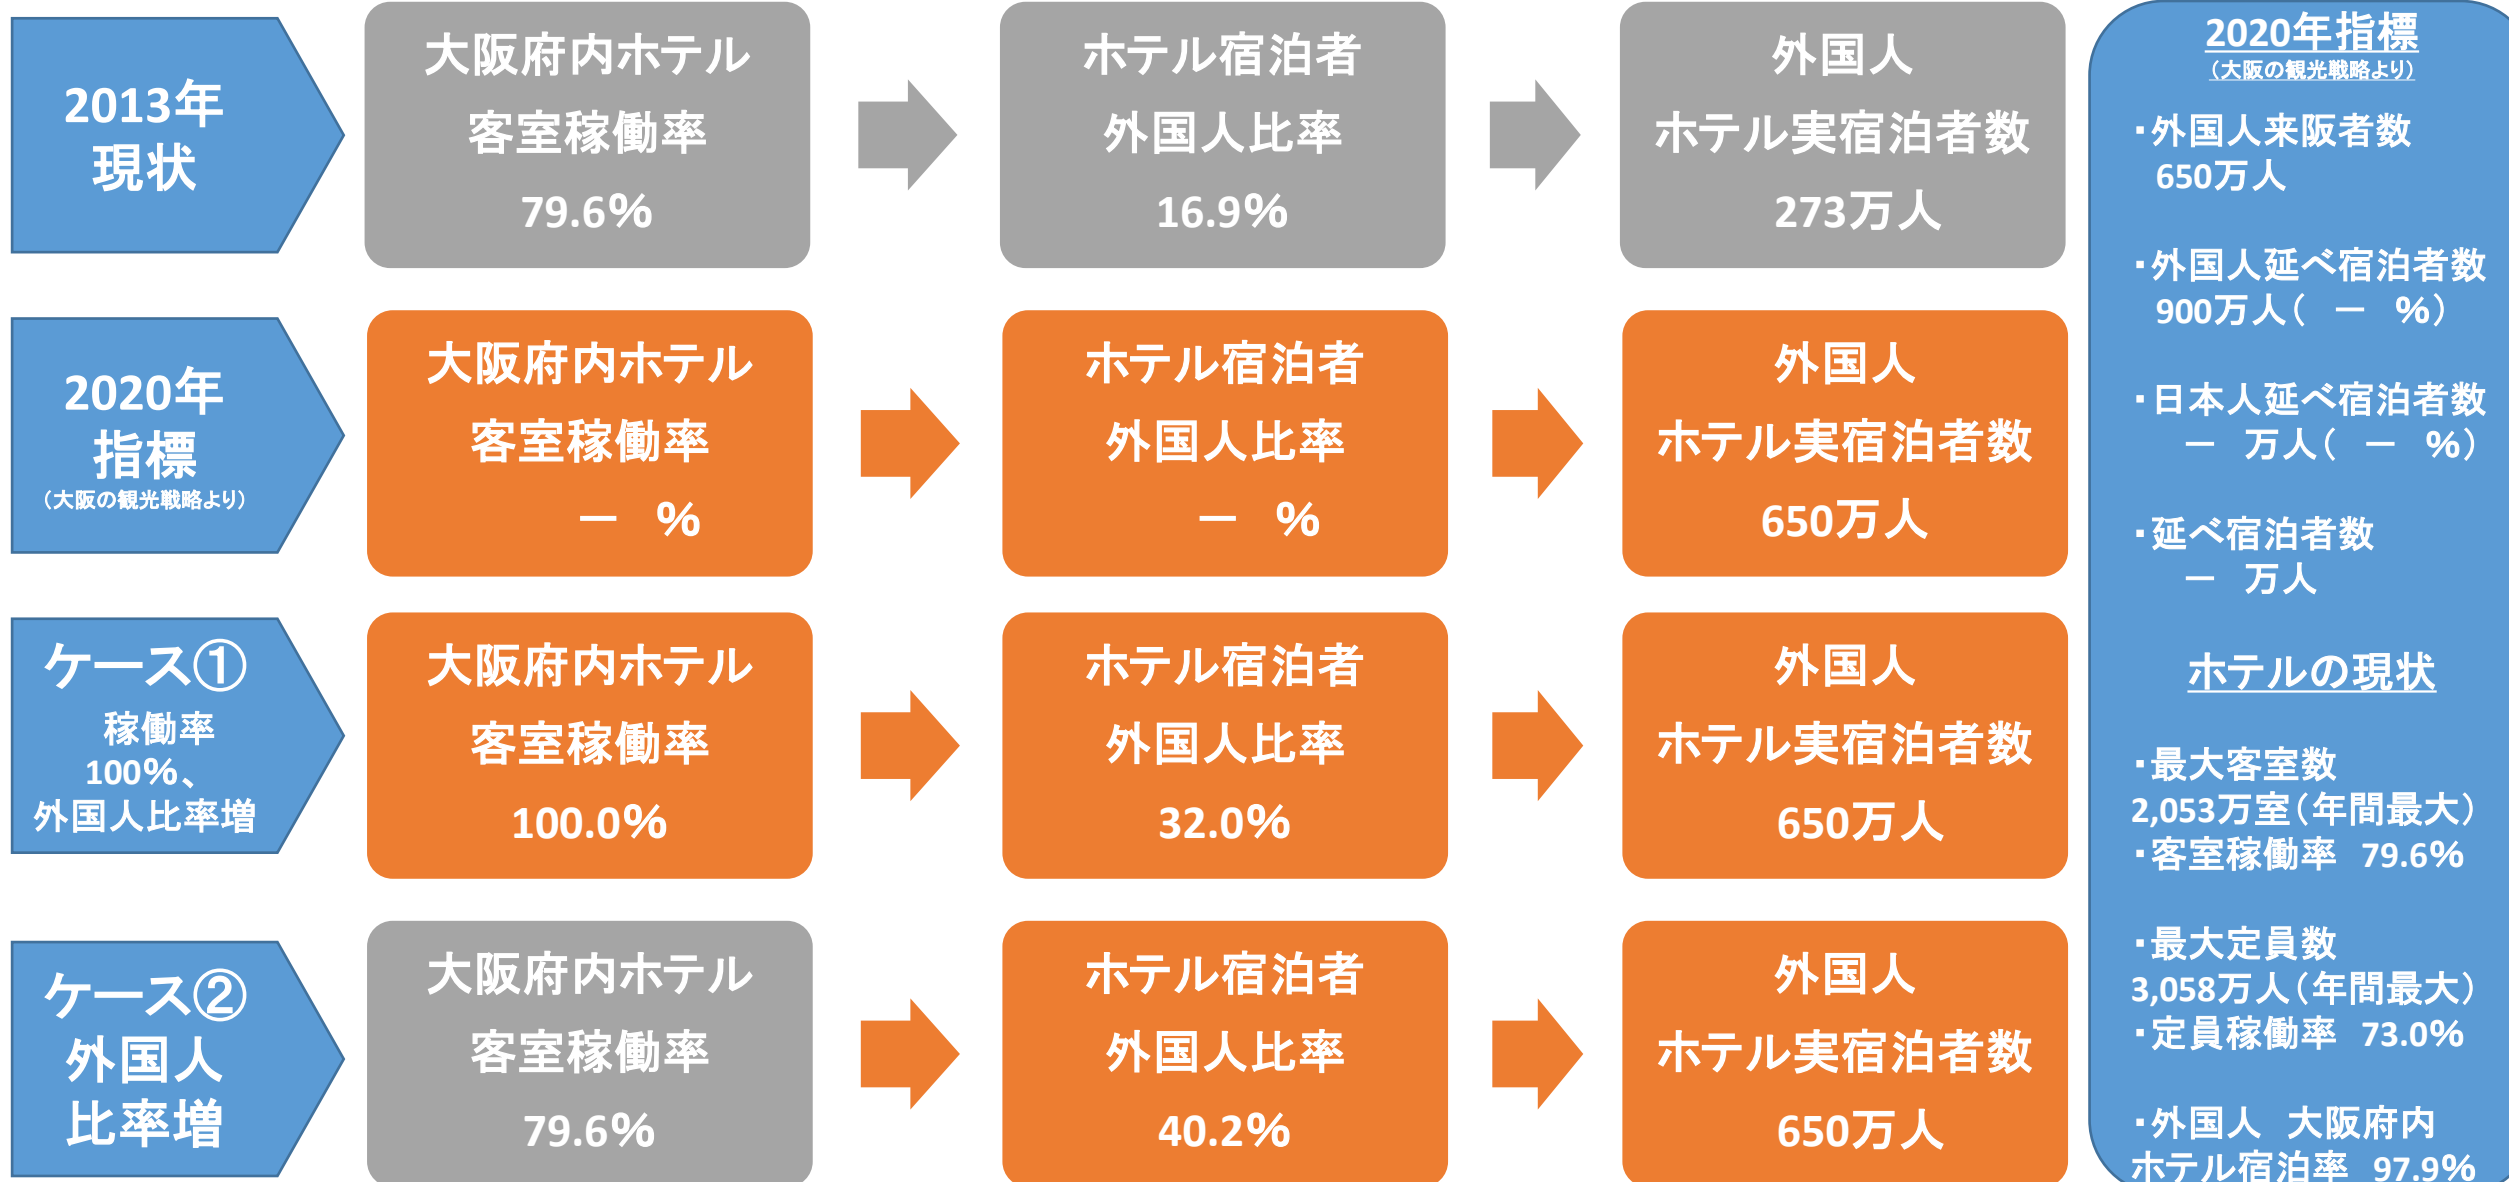 2013年
現状
大阪府内ホテル
客室稼働率
79.6%
ホテル宿泊者
外国人比率
16.9%
外国人
ホテル実宿泊者数
273万人
2020年
指標
（大阪の観光戦略より）
大阪府内ホテル
客室稼働率
― %
ホテル宿泊者
外国人比率
― %
外国人
ホテル実宿泊者数
650万人
ケース①
稼働率
100%、
外国人比率増
大阪府内ホテル
客室稼働率
100.0%
ホテル宿泊者
外国人比率
32.0%
外国人
ホテル実宿泊者数
650万人
ケース②
外国人
比率増
大阪府内ホテル
客室稼働率
79.6%
ホテル宿泊者
外国人比率
40.2%
外国人
ホテル実宿泊者数
650万人
2020年指標
（大阪の観光戦略より）
・外国人来阪者数
650万人
・外国人延べ宿泊者数
900万人（ ― %）
・日本人延べ宿泊者数
― 万人（ ― %）
・延べ宿泊者数
― 万人
ホテルの現状
・最大客室数
2,053万室（年間最大）
・客室稼働率 79.6%
・最大定員数
3,058万人（年間最大）
・定員稼働率 73.0%
・外国人 大阪府内
ホテル宿泊率 97.9%